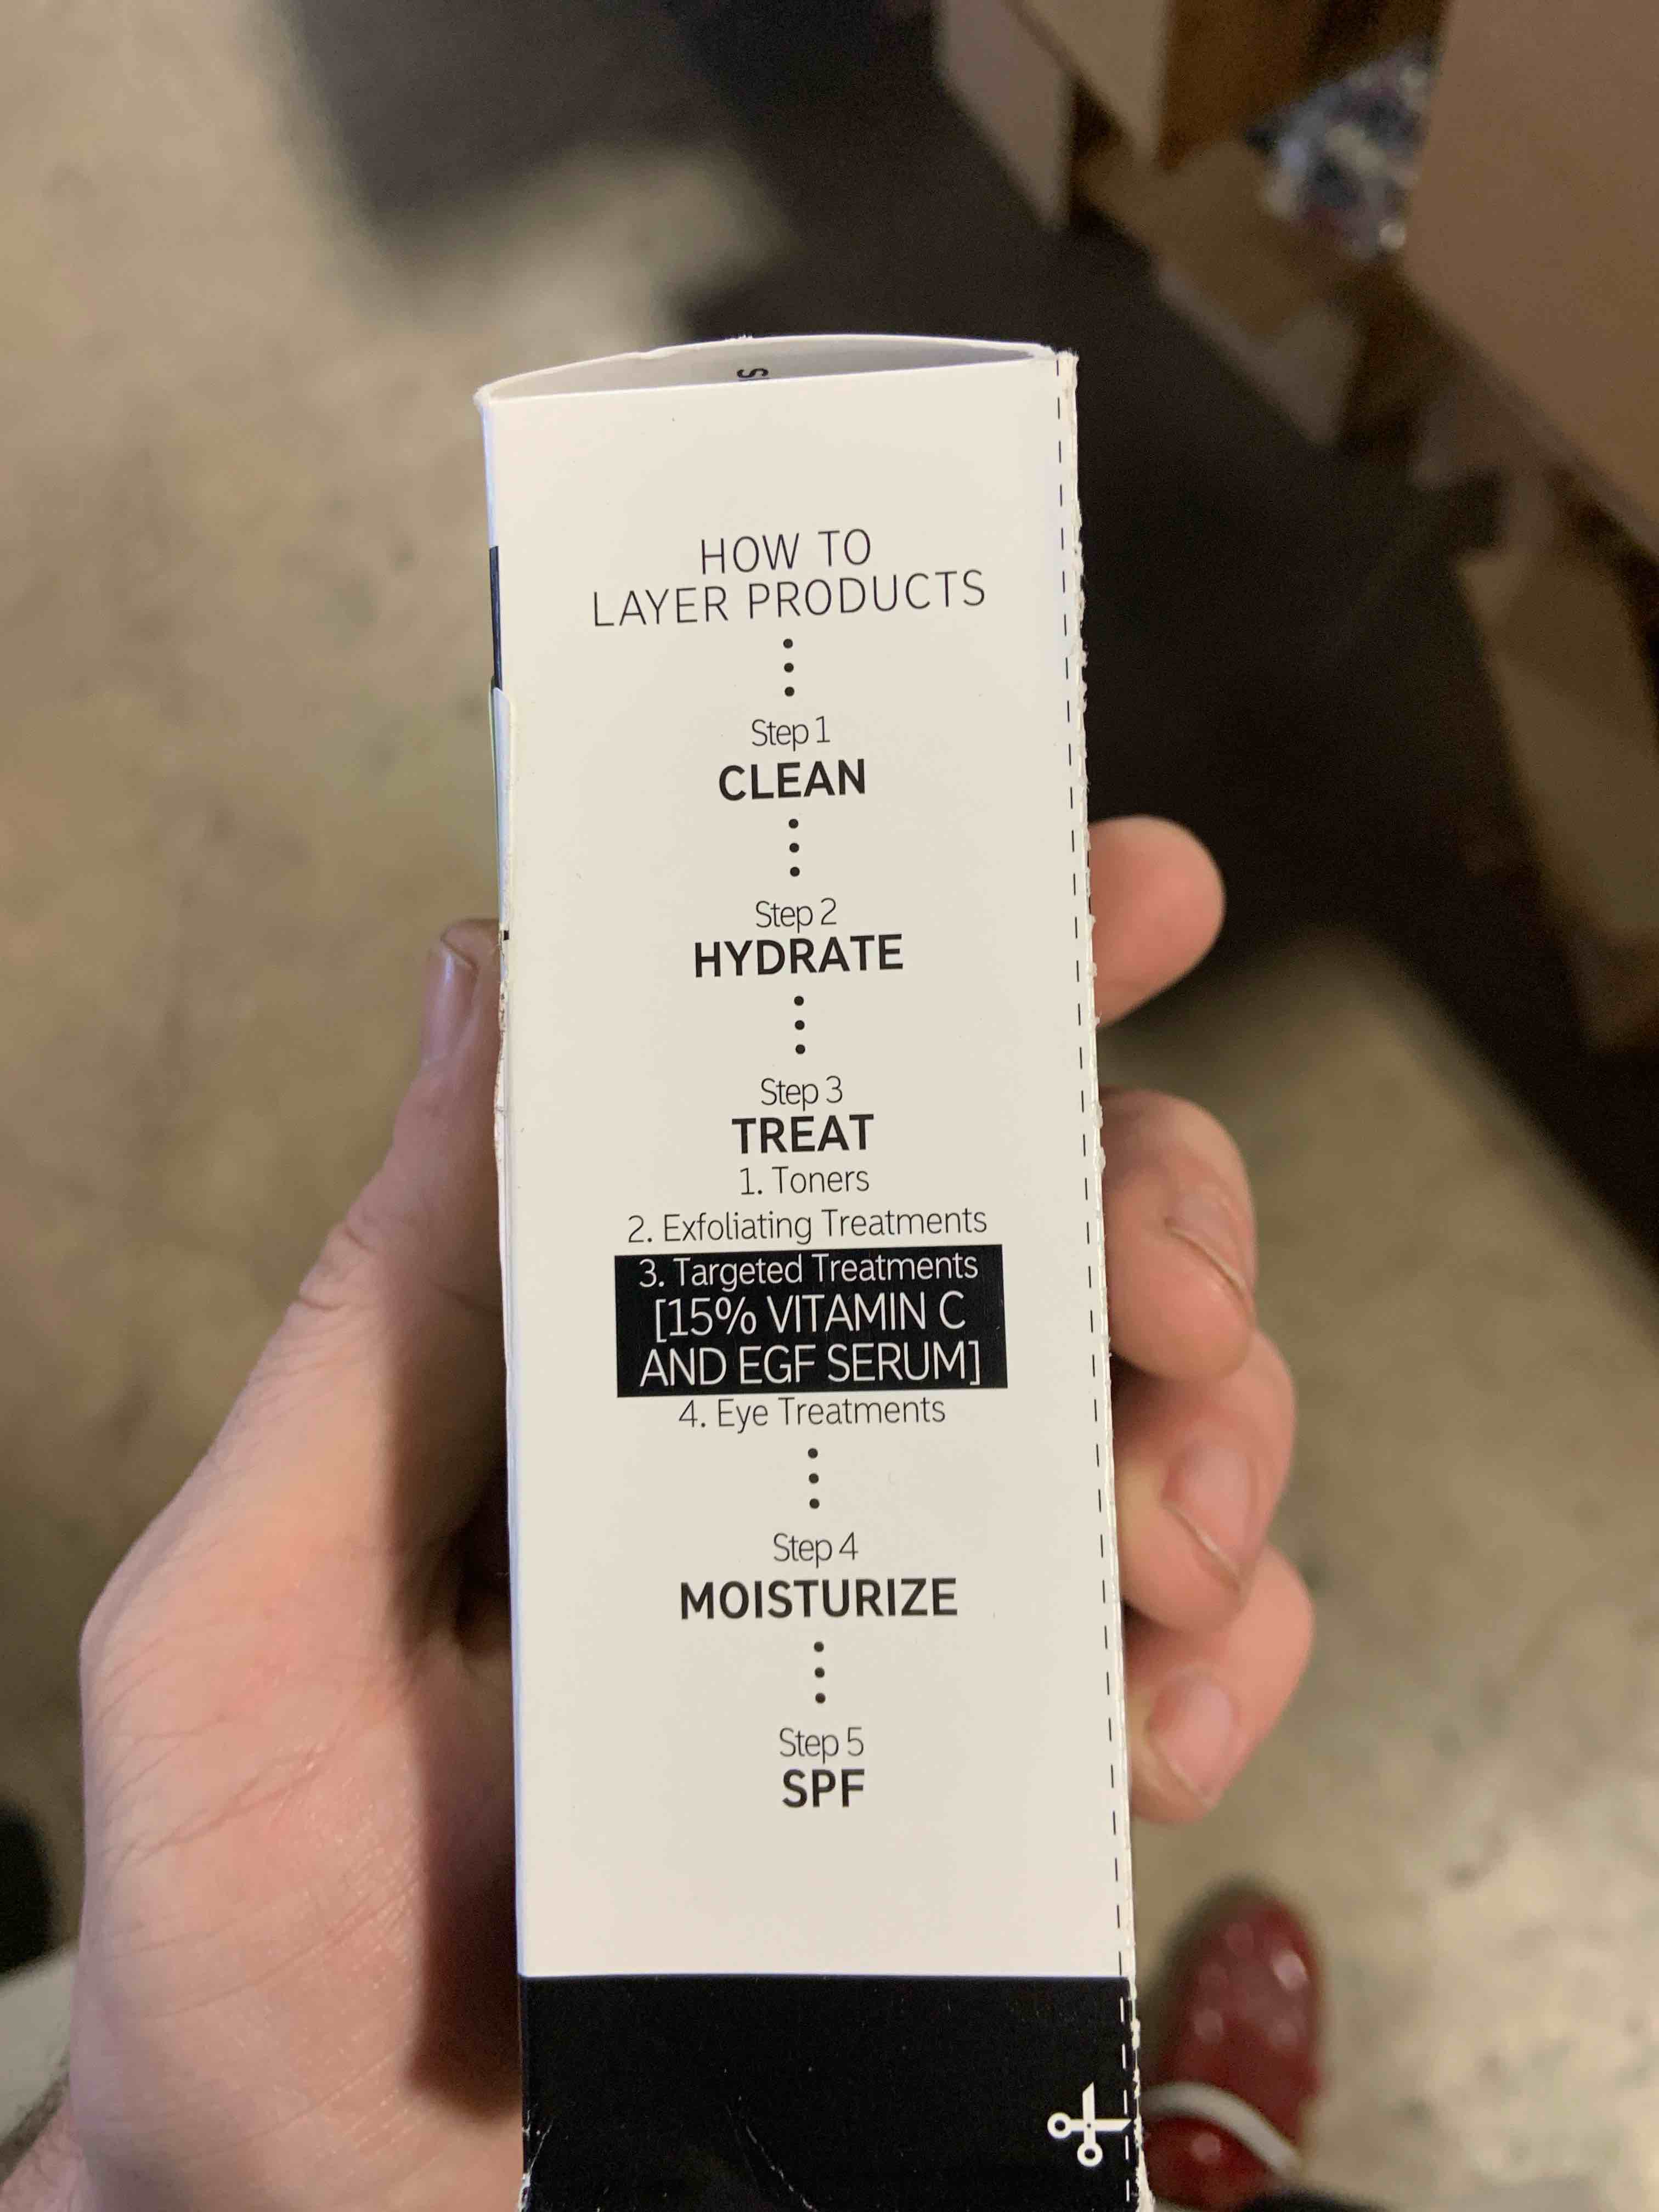 HOW TO
LAYER PRODUCTS
Step 1
CLEAN
Step 2
HYDRATE
Step 3
TREAT
1. Toners
2. Exfoliating Treatments
3. Targeted Treatments
[15% VITAMIN C
AND EGF SERUM]
4. Eye Treatments
Step 4
MOISTURIZE
Step 5
SPF